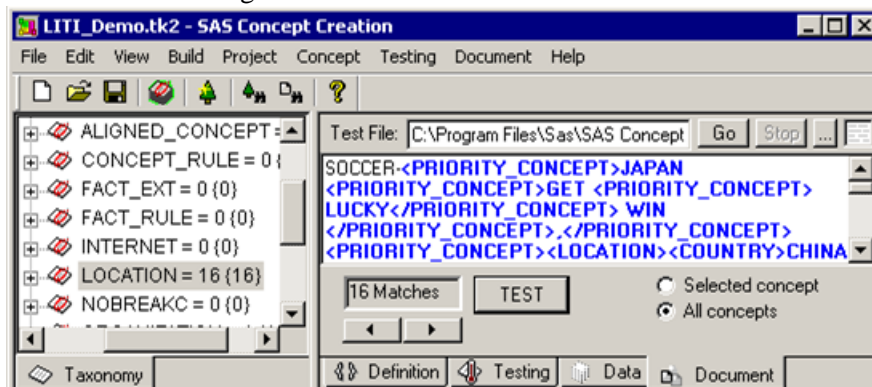 LITI_Demo.tk2 - SAS Concept Creation
File Edit View Build Project Concept Testing Document Help
ALIGNED_CONCEPT =
CONCEPT_RULE = 0 {
FACT_EXT = 0 {0}
FACT_RULE = 0 {0}
INTERNET = 0 {0}
LOCATION = 16 {16}
NOBREAKC = 0 {0}
Taxonomy
Test File: C:\Program Files\Sas\SAS Concept Go Stop ...
SOCCER-<PRIORITY_CONCEPT>JAPAN
<PRIORITY_CONCEPT>GET <PRIORITY_CONCEPT>
LUCKY</PRIORITY_CONCEPT> WIN
</PRIORITY_CONCEPT>,</PRIORITY_CONCEPT>
<PRIORITY_CONCEPT><LOCATION><COUNTRY>CHINA
16 Matches TEST Selected concept
All concepts
Definition Testing Data Document